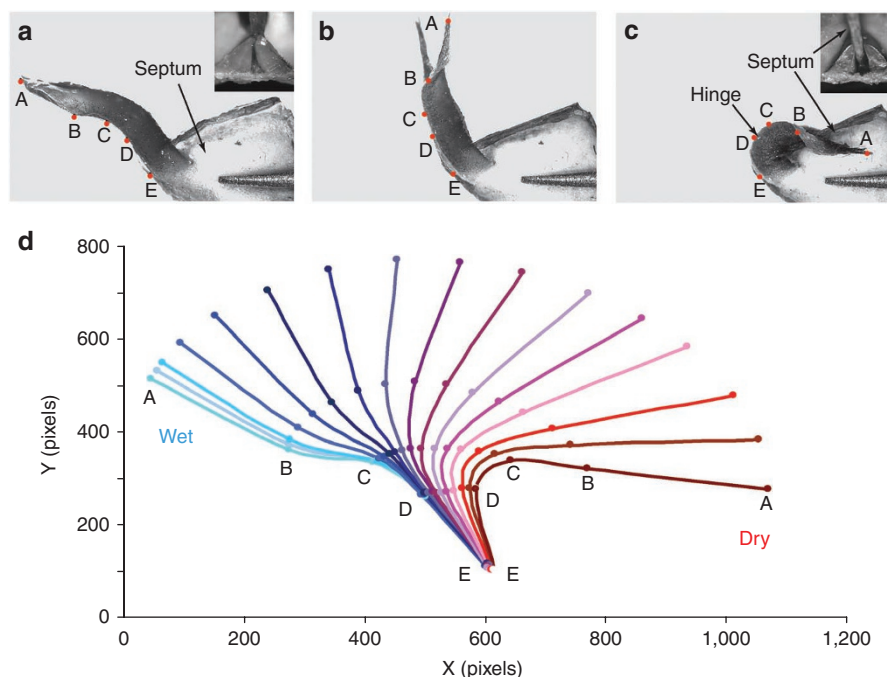 a
Septum
A
B
C
D
E
b
A
B
C
D
E
c
Septum
Hinge
C
B
D
A
E
d
800
600
400
200
0
Y (pixels)
A
Wet
B
C
D
E
E
D
C
B
A
Dry
0
200
400
600
800
1,000
1,200
X (pixels)